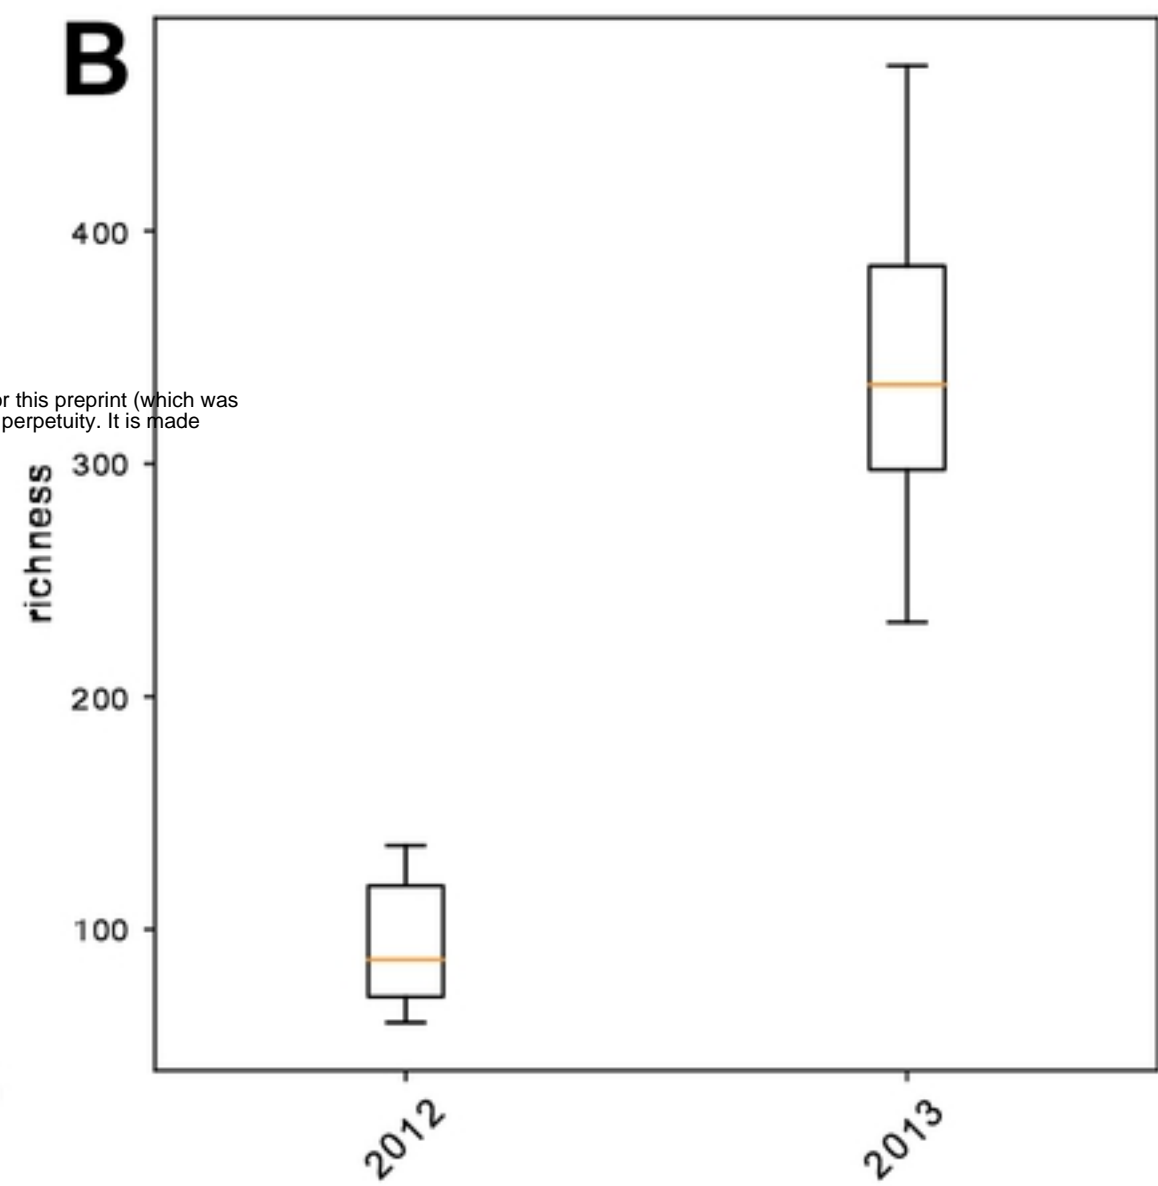 B
400
or this preprint (which was
perpetuity. It is made
300
richness
200
100
2012
2013